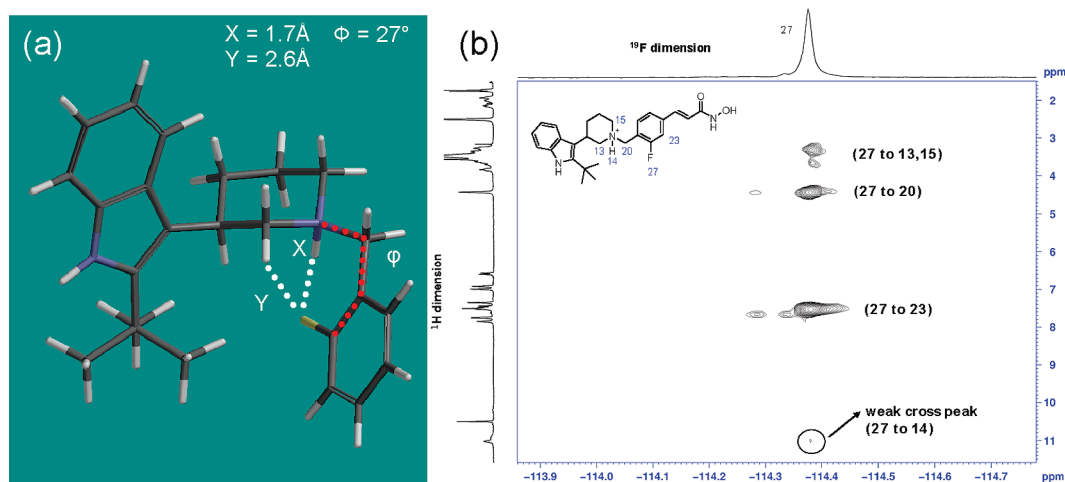 (a)
X = 1.7Å Φ = 27°
Y = 2.6Å
X
φ
Y
(b)
¹⁹F dimension
27
ppm
¹H dimension
15
13
N
+
H
14
20
23
F
27
O
N
H
OH
N
H
(27 to 13,15)
(27 to 20)
(27 to 23)
weak cross peak
(27 to 14)
2
3
4
5
6
7
8
9
10
11
−113.9 −114.0 −114.1 −114.2 −114.3 −114.4 −114.5 −114.6 −114.7 ppm